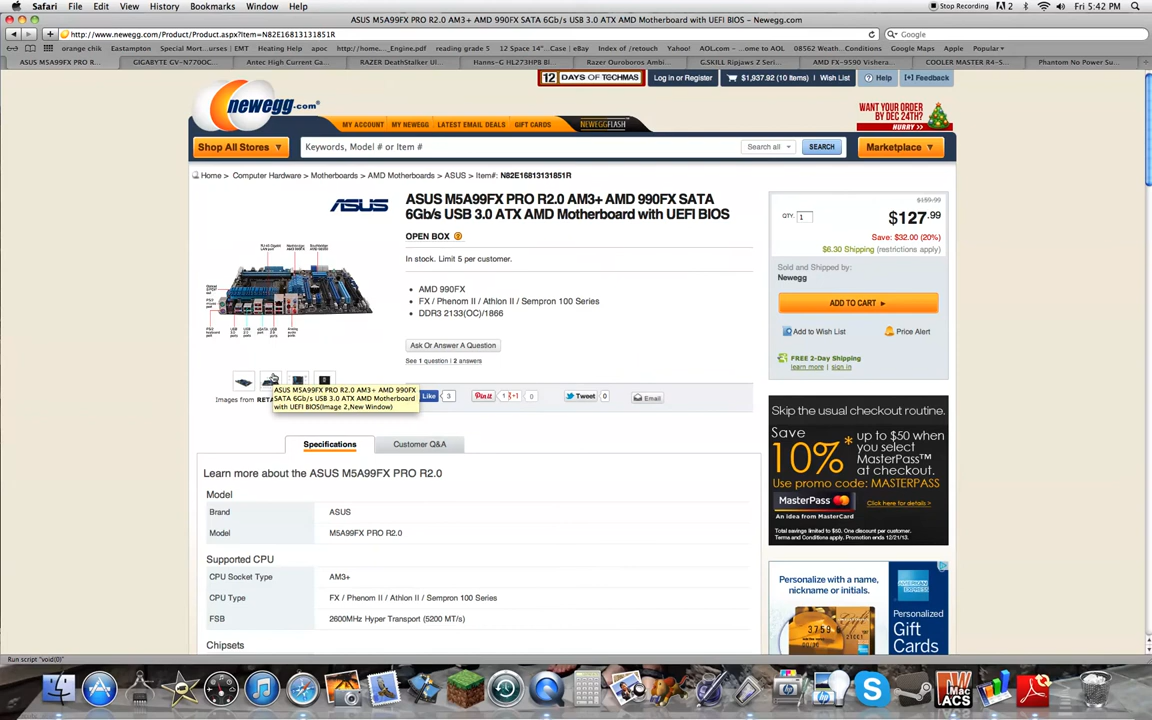 Safari File Edit View History Bookmarks Window Help Stop Recording 2 Fri 5:42 PM
ASUS M5A99FX PRO R2.0 AM3+ AMD 990FX SATA 6Gb/s USB 3.0 ATX AMD Motherboard with UEFI BIOS – Newegg.com
http://www.newegg.com/Product/Product.aspx?Item=N82E16813131851R Google
orange chik Eastampton Special Mort...urses | EMT Heating Help apoc http://home..._Engine.pdf reading grade 5 12 Space 14"...Case | eBay Index of /retouch Yahoo! AOL.com ...me to AOL 08562 Weath...Conditions Google Maps Apple Popular
ASUS M5A99FX PRO R... GIGABYTE GV-N770OC... Antec High Current Ga... RAZER DeathStalker Ul... Hanns-G HL273HPB Bl... Razer Ouroboros Ambi... G.SKILL Ripjaws Z Seri... AMD FX-9590 Vishera... COOLER MASTER R4-S... Phantom No Power Su...
12 DAYS OF TECHMAS Log in or Register $1,937.92 (10 Items) Wish List Help [+] Feedback
newegg.com
WANT YOUR ORDER BY DEC 24TH?
HURRY >>
MY ACCOUNT MY NEWEGG LATEST EMAIL DEALS GIFT CARDS NEWEGGFLASH
Shop All Stores Keywords, Model # or Item # Search all SEARCH Marketplace
Home > Computer Hardware > Motherboards > AMD Motherboards > ASUS > Item#: N82E16813131851R
ASUS
ASUS M5A99FX PRO R2.0 AM3+ AMD 990FX SATA
6Gb/s USB 3.0 ATX AMD Motherboard with UEFI BIOS
OPEN BOX ?
In stock. Limit 5 per customer.
AMD 990FX
FX / Phenom II / Athlon II / Sempron 100 Series
DDR3 2133(OC)/1866
Ask Or Answer A Question
See 1 question | 2 answers
$159.99
QTY. 1 $127.99
Save: $32.00 (20%)
$6.30 Shipping (restrictions apply)
Sold and Shipped by:
Newegg
ADD TO CART
Add to Wish List Price Alert
FREE 2-Day Shipping
learn more | sign in
Images from RETA
ASUS M5A99FX PRO R2.0 AM3+ AMD 990FX
SATA 6Gb/s USB 3.0 ATX AMD Motherboard
with UEFI BIOS(Image 2,New Window)
Like 3 Pinit 1 +1 0 Tweet 0 Email
Specifications Customer Q&A
Learn more about the ASUS M5A99FX PRO R2.0
Model
Brand ASUS
Model M5A99FX PRO R2.0
Supported CPU
CPU Socket Type AM3+
CPU Type FX / Phenom II / Athlon II / Sempron 100 Series
FSB 2600MHz Hyper Transport (5200 MT/s)
Chipsets
Skip the usual checkout routine.
Save
10%* up to $50 when
you select
MasterPass™
at checkout.
Use promo code: MASTERPASS
MasterPass Click here for details >
An idea from MasterCard
Total savings limited to $50. One discount per customer.
Terms and Conditions apply. Promotion ends 12/21/13.
Personalize with a name,
nickname or initials.
AMERICAN EXPRESS
Personalized
Gift
Cards
3759
Run script "void(0)"
Mac
ACS